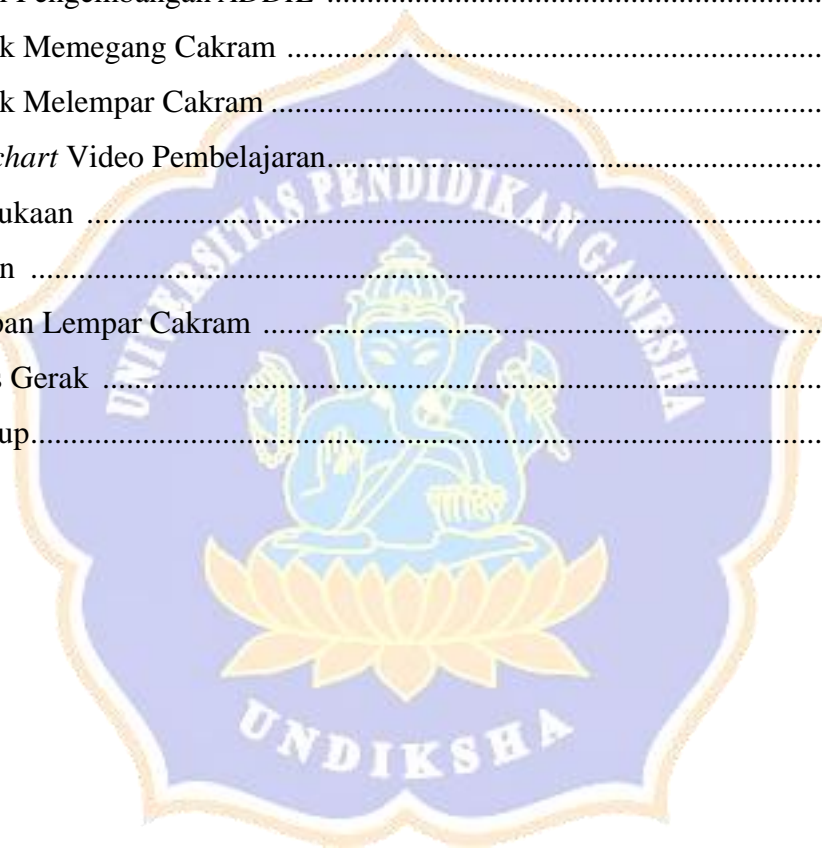 Pengembangan ADDIE
k Memegang Cakram ........................................................................
k Melempar Cakram ........................................................................
chart Video Pembelajaran........................................................................
ukaan ........................................................................
n ........................................................................
pan Lempar Cakram ........................................................................
s Gerak ........................................................................
up........................................................................
UNIVERSITAS PENDIDIKAN GANESHA
UNDIKSHA